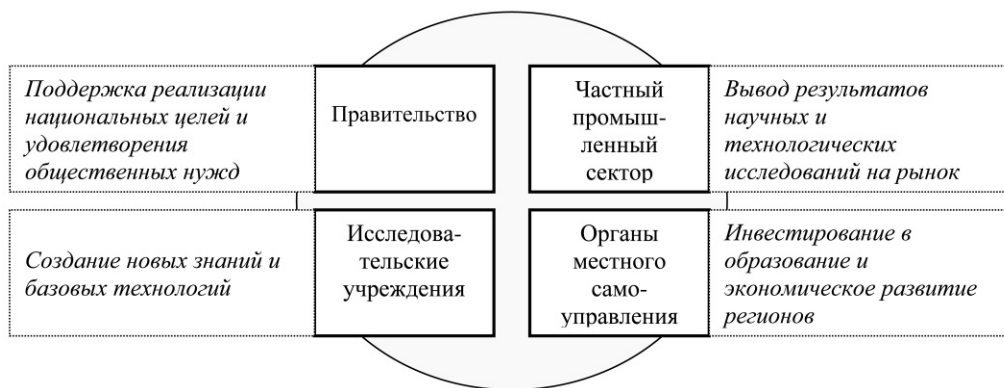 Поддержка реализации
национальных целей и
удовлетворения
общественных нужд
Правительство
Частный
промыш-
ленный
сектор
Вывод результатов
научных и
технологических
исследований на рынок
Создание новых знаний и
базовых технологий
Исследова-
тельские
учреждения
Органы
местного
само-
управления
Инвестирование в
образование и
экономическое развитие
регионов